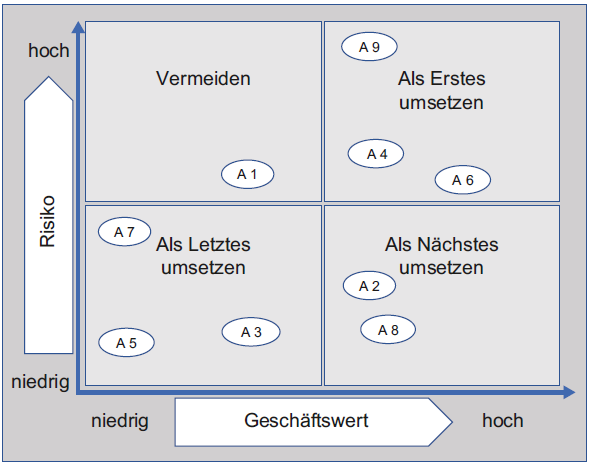 hoch
Risiko
niedrig
Vermeiden
A 1
Als Erstes
umsetzen
A 9
A 4
A 6
Als Letztes
umsetzen
A 7
A 5
A 3
Als Nächstes
umsetzen
A 2
A 8
niedrig
Geschäftswert
hoch